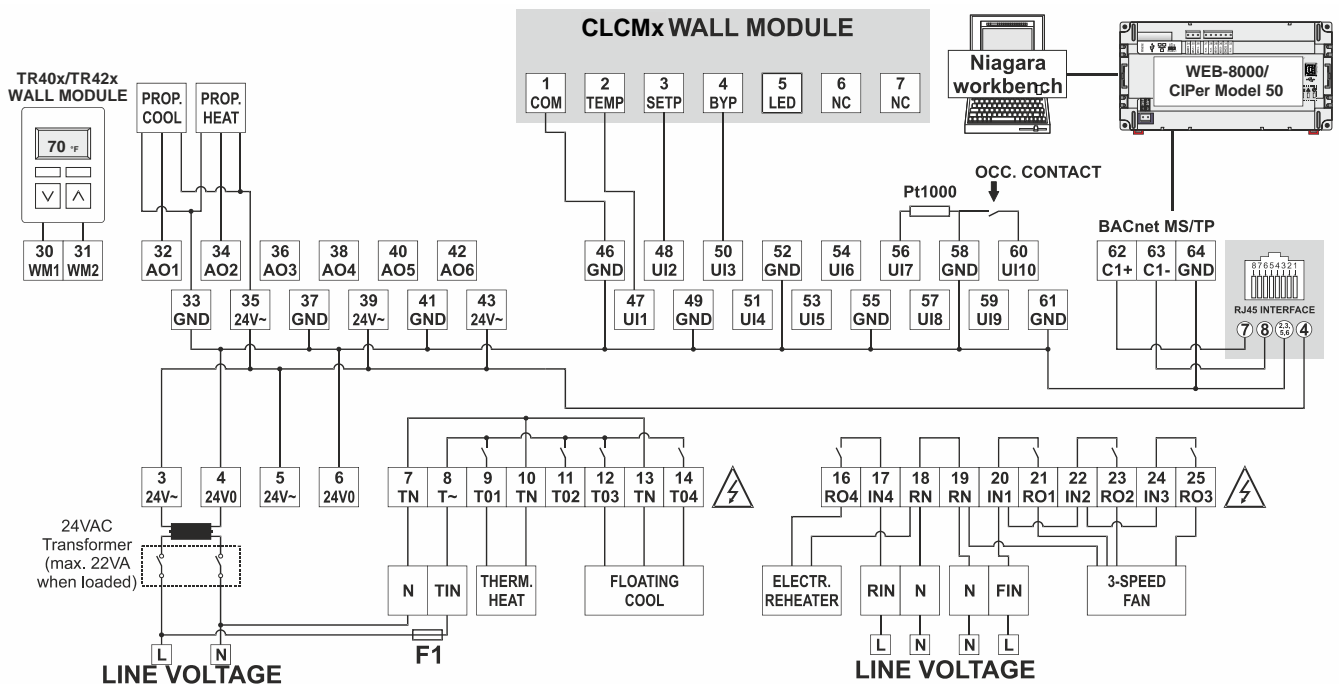 CLCMx WALL MODULE
1 COM
2 TEMP
3 SETP
4 BYP
5 LED
6 NC
7 NC
Niagara
workbench
WEB-8000/
CIPer Model 50
TR40x/TR42x
WALL MODULE
70 °F
PROP.
COOL
PROP.
HEAT
OCC. CONTACT
Pt1000
BACnet MS/TP
30 WM1
31 WM2
32 AO1
34 AO2
36 AO3
38 AO4
40 AO5
42 AO6
46 GND
48 UI2
50 UI3
52 GND
54 UI6
56 UI7
58 GND
60 UI10
62 C1+
63 C1-
64 GND
87654321
RJ45 INTERFACE
7
8
2,3,
5,6
4
33 GND
35 24V~
37 GND
39 24V~
41 GND
43 24V~
47 UI1
49 GND
51 UI4
53 UI5
55 GND
57 UI8
59 UI9
61 GND
3 24V~
4 24V0
5 24V~
6 24V0
7 TN
8 T~
9 T01
10 TN
11 T02
12 T03
13 TN
14 T04
16 RO4
17 IN4
18 RN
19 RN
20 IN1
21 RO1
22 IN2
23 RO2
24 IN3
25 RO3
24VAC
Transformer
(max. 22VA
when loaded)
N
TIN
THERM.
HEAT
FLOATING
COOL
ELECTR.
REHEATER
RIN
N
N
FIN
3-SPEED
FAN
F1
L
N
LINE VOLTAGE
L
N
N
L
LINE VOLTAGE